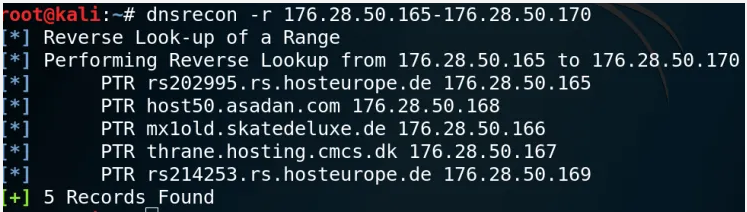 root@kali:~# dnsrecon -r 176.28.50.165-176.28.50.170
[*] Reverse Look-up of a Range
[*] Performing Reverse Lookup from 176.28.50.165 to 176.28.50.170
[*] PTR rs202995.rs.hosteurope.de 176.28.50.165
[*] PTR host50.asadan.com 176.28.50.168
[*] PTR mx1old.skatedeluxe.de 176.28.50.166
[*] PTR thrane.hosting.cmcs.dk 176.28.50.167
[*] PTR rs214253.rs.hosteurope.de 176.28.50.169
[+] 5 Records Found